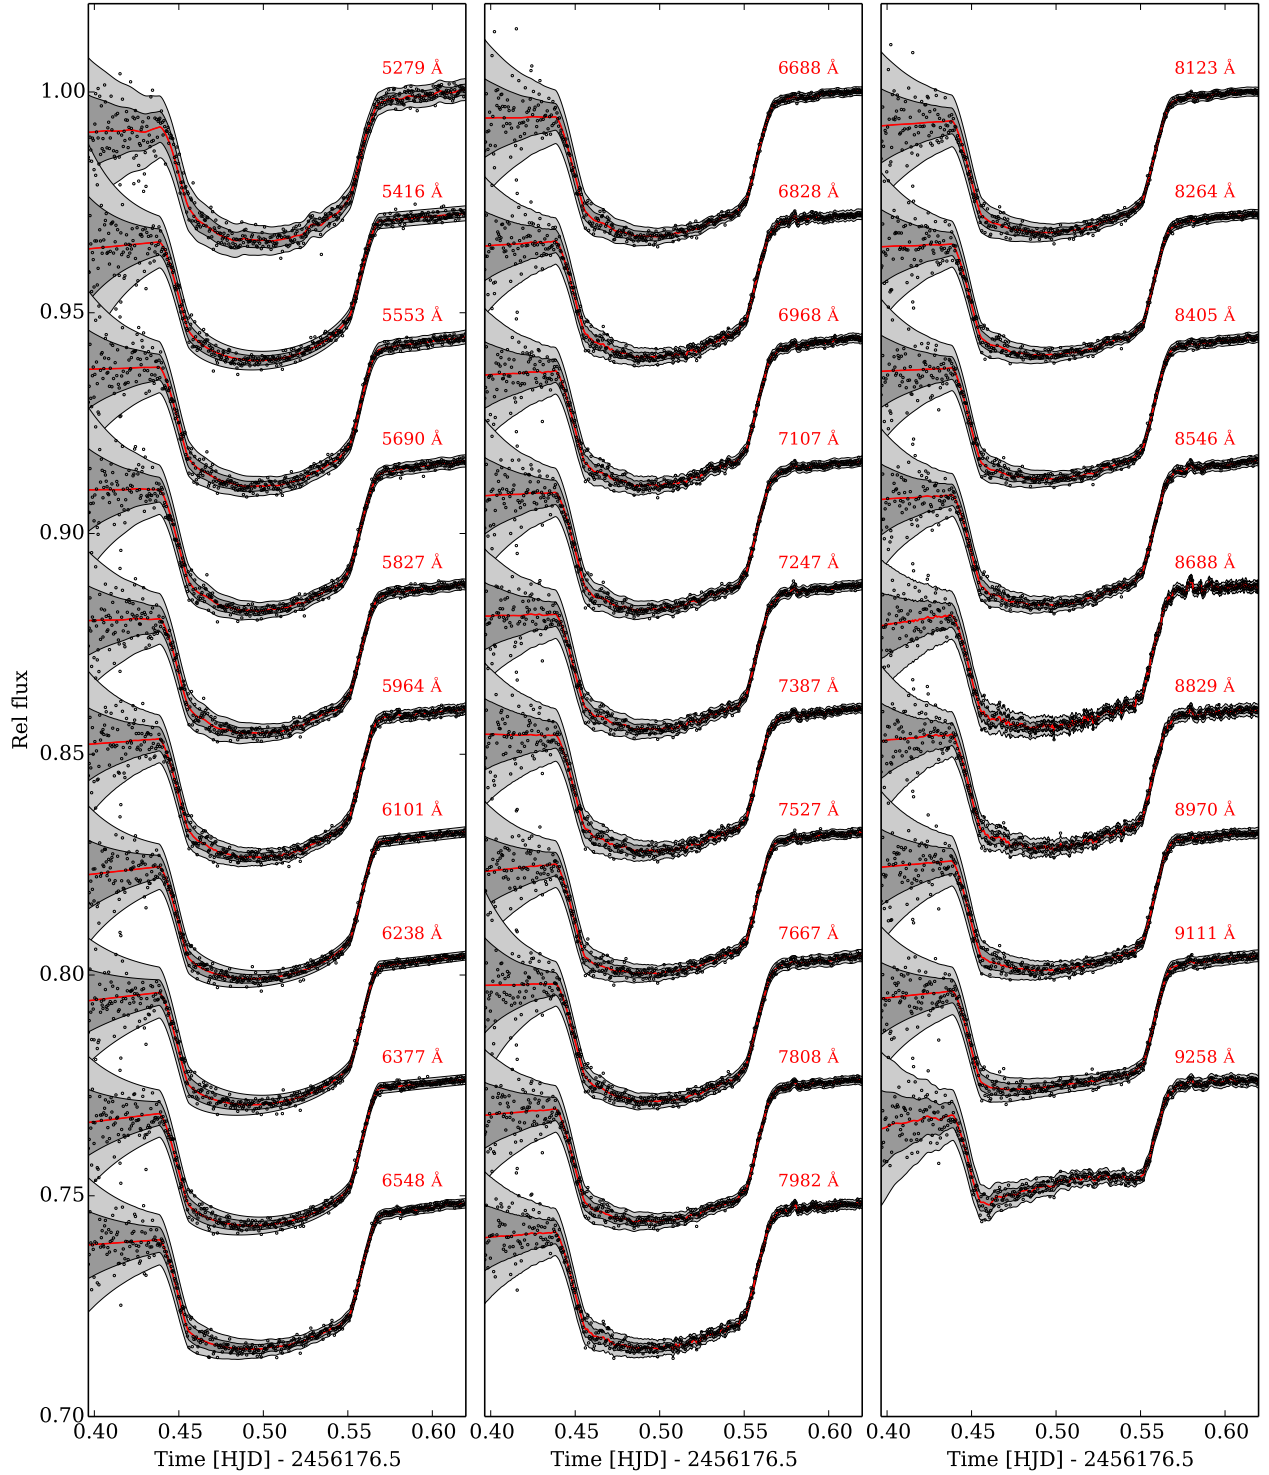 5279 Å
5416 Å
5553 Å
5690 Å
5827 Å
5964 Å
6101 Å
6238 Å
6377 Å
6548 Å
6688 Å
6828 Å
6968 Å
7107 Å
7247 Å
7387 Å
7527 Å
7667 Å
7808 Å
7982 Å
8123 Å
8264 Å
8405 Å
8546 Å
8688 Å
8829 Å
8970 Å
9111 Å
9258 Å
1.00
0.95
0.90
0.85
0.80
0.75
0.70
Rel flux
0.40 0.45 0.50 0.55 0.60
0.40 0.45 0.50 0.55 0.60
0.40 0.45 0.50 0.55 0.60
Time [HJD] - 2456176.5
Time [HJD] - 2456176.5
Time [HJD] - 2456176.5